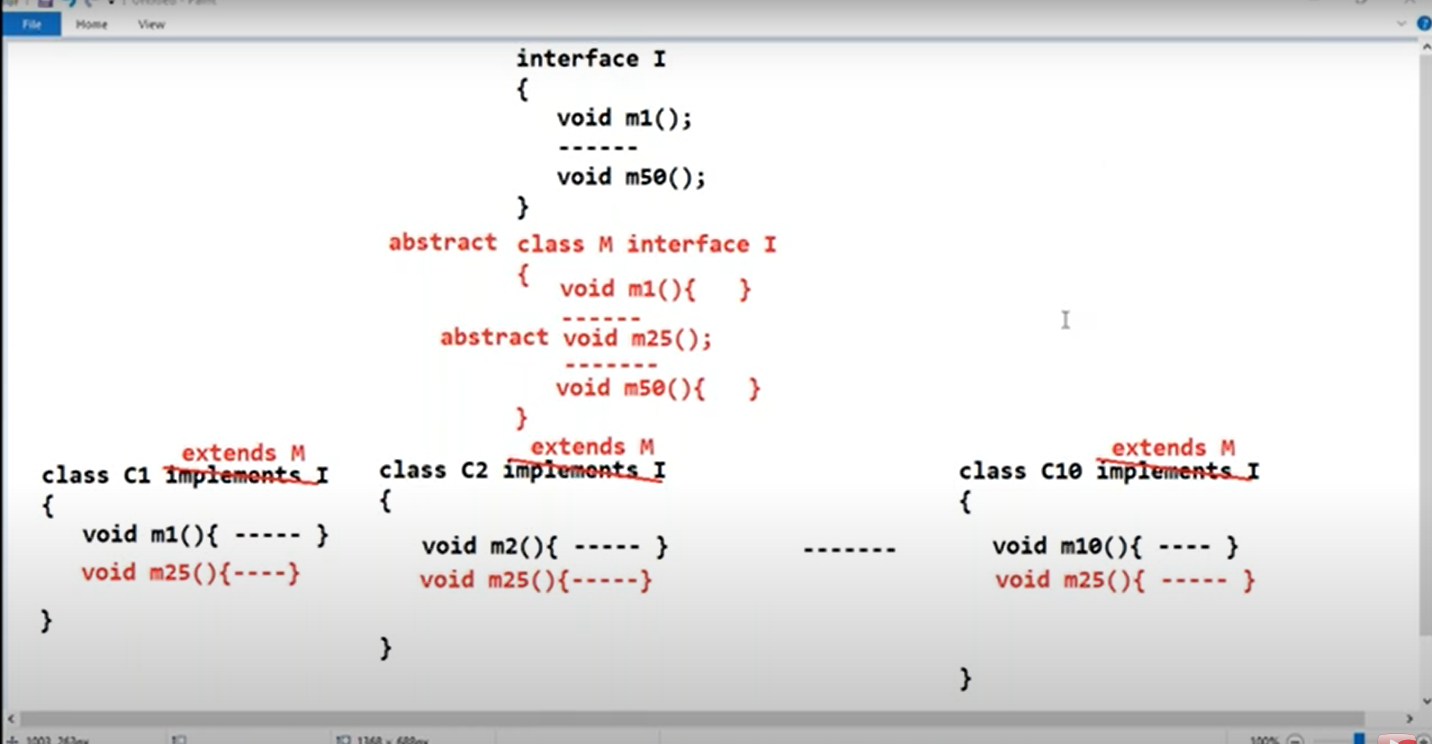 File Home View
interface I
{
void m1();
------
void m50();
}
abstract class M interface I
{
void m1(){ }
------
abstract void m25();
-------
void m50(){ }
}
extends M
class C1 implements I
{
void m1(){ ----- }
void m25(){----}
}
extends M
class C2 implements I
{
void m2(){ ----- }
void m25(){-----}
}
-------
extends M
class C10 implements I
{
void m10(){ ---- }
void m25(){ ----- }
}
100%